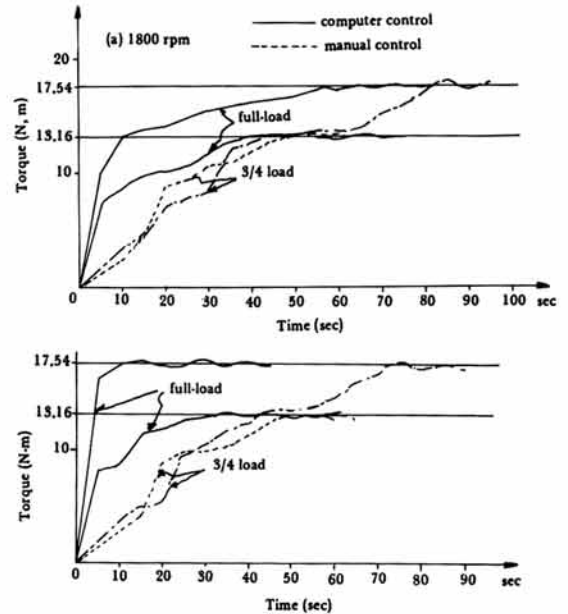 (a) 1800 rpm
computer control
manual control
Torque (N, m)
20
17,54
13,16
10
full-load
3/4 load
0 10 20 30 40 50 60 70 80 90 100 sec
Time (sec)
Torque (N-m)
17,54
13,16
10
full-load
3/4 load
0 10 20 30 40 50 60 70 80 90 sec
Time (sec)